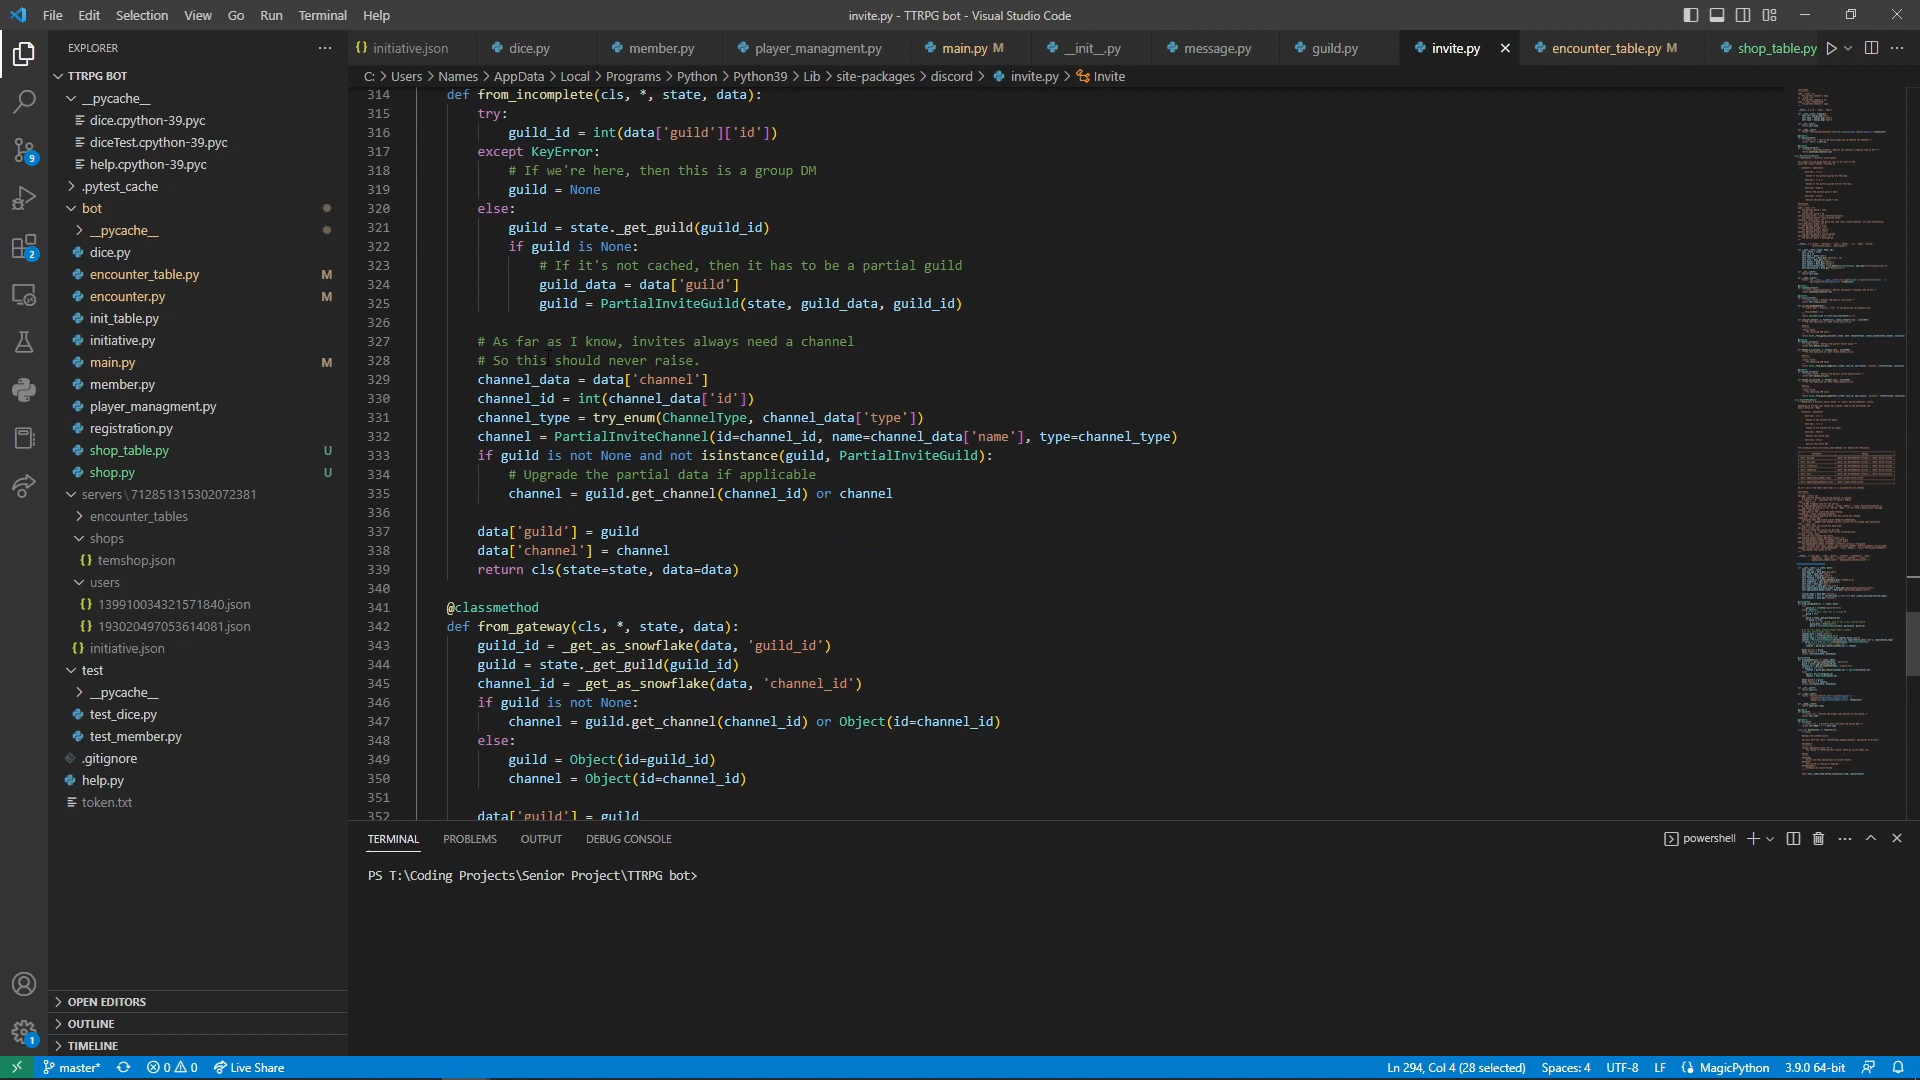 File Edit Selection View Go Run Terminal Help
invite.py - TTRPG bot - Visual Studio Code
EXPLORER
initiative.json dice.py member.py player_managment.py main.py M __init__.py message.py guild.py invite.py encounter_table.py M shop_table.py
TTRPG BOT
C: > Users > Names > AppData > Local > Programs > Python > Python39 > Lib > site-packages > discord > invite.py > Invite
__pycache__
dice.cpython-39.pyc
diceTest.cpython-39.pyc
help.cpython-39.pyc
.pytest_cache
bot
__pycache__
dice.py
encounter_table.py M
encounter.py M
init_table.py
initiative.py
main.py M
member.py
player_managment.py
registration.py
shop_table.py U
shop.py U
servers\712851315302072381
encounter_tables
shops
temshop.json
users
139910034321571840.json
193020497053614081.json
initiative.json
test
__pycache__
test_dice.py
test_member.py
.gitignore
help.py
token.txt
OPEN EDITORS
OUTLINE
TIMELINE
9
2
1
314 def from_incomplete(cls, *, state, data):
315 try:
316 guild_id = int(data['guild']['id'])
317 except KeyError:
318 # If we're here, then this is a group DM
319 guild = None
320 else:
321 guild = state._get_guild(guild_id)
322 if guild is None:
323 # If it's not cached, then it has to be a partial guild
324 guild_data = data['guild']
325 guild = PartialInviteGuild(state, guild_data, guild_id)
326
327 # As far as I know, invites always need a channel
328 # So this should never raise.
329 channel_data = data['channel']
330 channel_id = int(channel_data['id'])
331 channel_type = try_enum(ChannelType, channel_data['type'])
332 channel = PartialInviteChannel(id=channel_id, name=channel_data['name'], type=channel_type)
333 if guild is not None and not isinstance(guild, PartialInviteGuild):
334 # Upgrade the partial data if applicable
335 channel = guild.get_channel(channel_id) or channel
336
337 data['guild'] = guild
338 data['channel'] = channel
339 return cls(state=state, data=data)
340
341 @classmethod
342 def from_gateway(cls, *, state, data):
343 guild_id = _get_as_snowflake(data, 'guild_id')
344 guild = state._get_guild(guild_id)
345 channel_id = _get_as_snowflake(data, 'channel_id')
346 if guild is not None:
347 channel = guild.get_channel(channel_id) or Object(id=channel_id)
348 else:
349 guild = Object(id=guild_id)
350 channel = Object(id=channel_id)
351
352 data['guild'] = guild
TERMINAL PROBLEMS OUTPUT DEBUG CONSOLE
powershell
PS T:\Coding Projects\Senior Project\TTRPG bot>
master* 0 0 Live Share
Ln 294, Col 4 (28 selected) Spaces: 4 UTF-8 LF MagicPython 3.9.0 64-bit